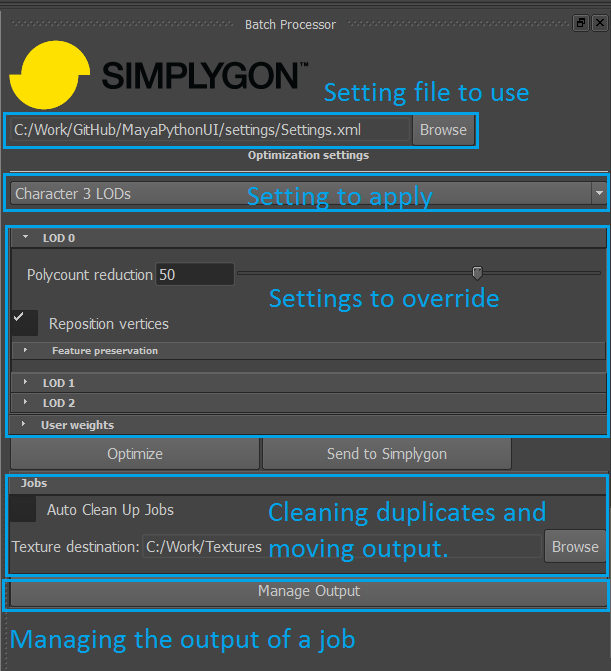 Batch Processor
SIMPLYGON™
Setting file to use
C:/Work/GitHub/MayaPythonUI/settings/Settings.xml Browse
Optimization settings
Character 3 LODs Setting to apply
LOD 0
Polycount reduction 50
Settings to override
Reposition vertices
Feature preservation
LOD 1
LOD 2
User weights
Optimize Send to Simplygon
Jobs
Auto Clean Up Jobs Cleaning duplicates and
Texture destination: C:/Work/Textures moving output. Browse
Manage Output
Managing the output of a job